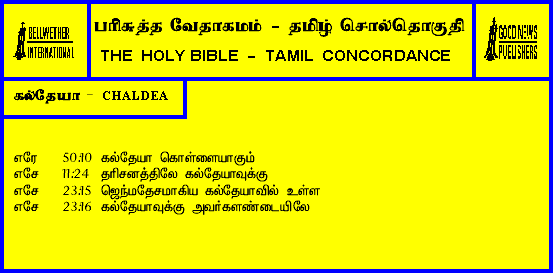 BELLWETHER
INTERNATIONAL
பரிசுத்த வேதாகமம் - தமிழ் சொல்தொகுதி
THE HOLY BIBLE - TAMIL CONCORDANCE
GOOD NEWS
PUBLISHERS
கல்தேயா - CHALDEA
எரே 50:10 கல்தேயா கொள்ளையாகும்
எசே 11:24 தரிசனத்திலே கல்தேயாவுக்கு
எசே 23:15 ஜெந்மதேசமாகிய கல்தேயாவில் உள்ள
எசே 23:16 கல்தேயாவுக்கு அவர்களண்டையிலே